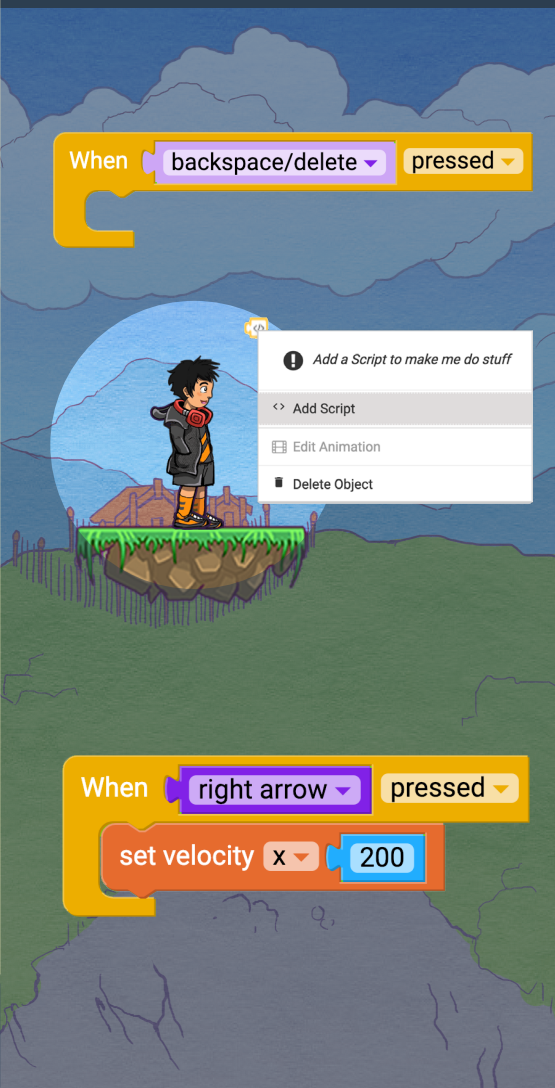 When backspace/delete pressed
Add a Script to make me do stuff
Add Script
Edit Animation
Delete Object
When right arrow pressed
set velocity x 200